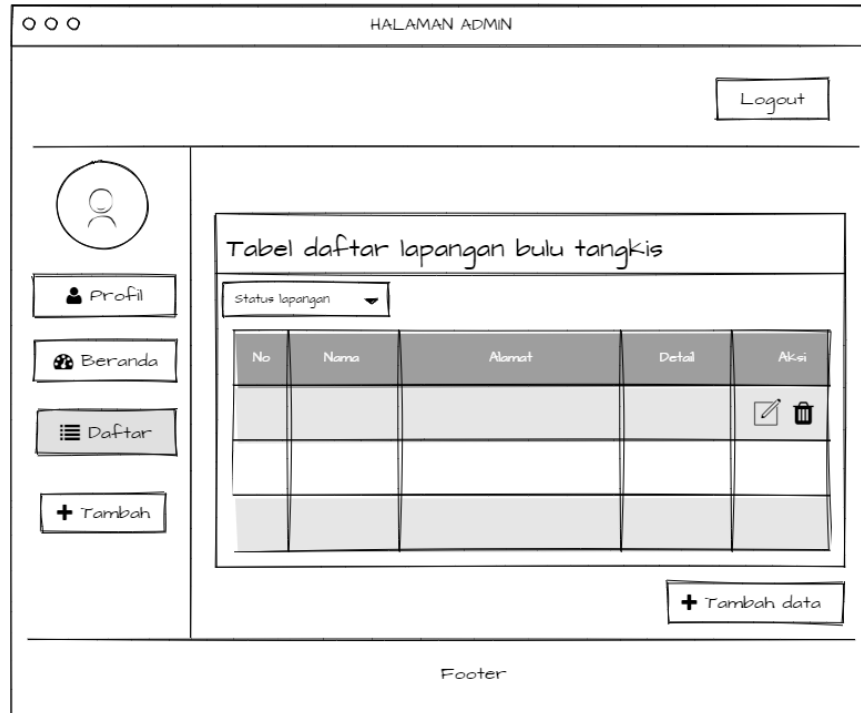 HALAMAN ADMIN
Logout
Profil
Beranda
Daftar
Tambah
Tabel daftar lapangan bulu tangkis
Status lapangan
No Nama Alamat Detail Aksi
Tambah data
Footer